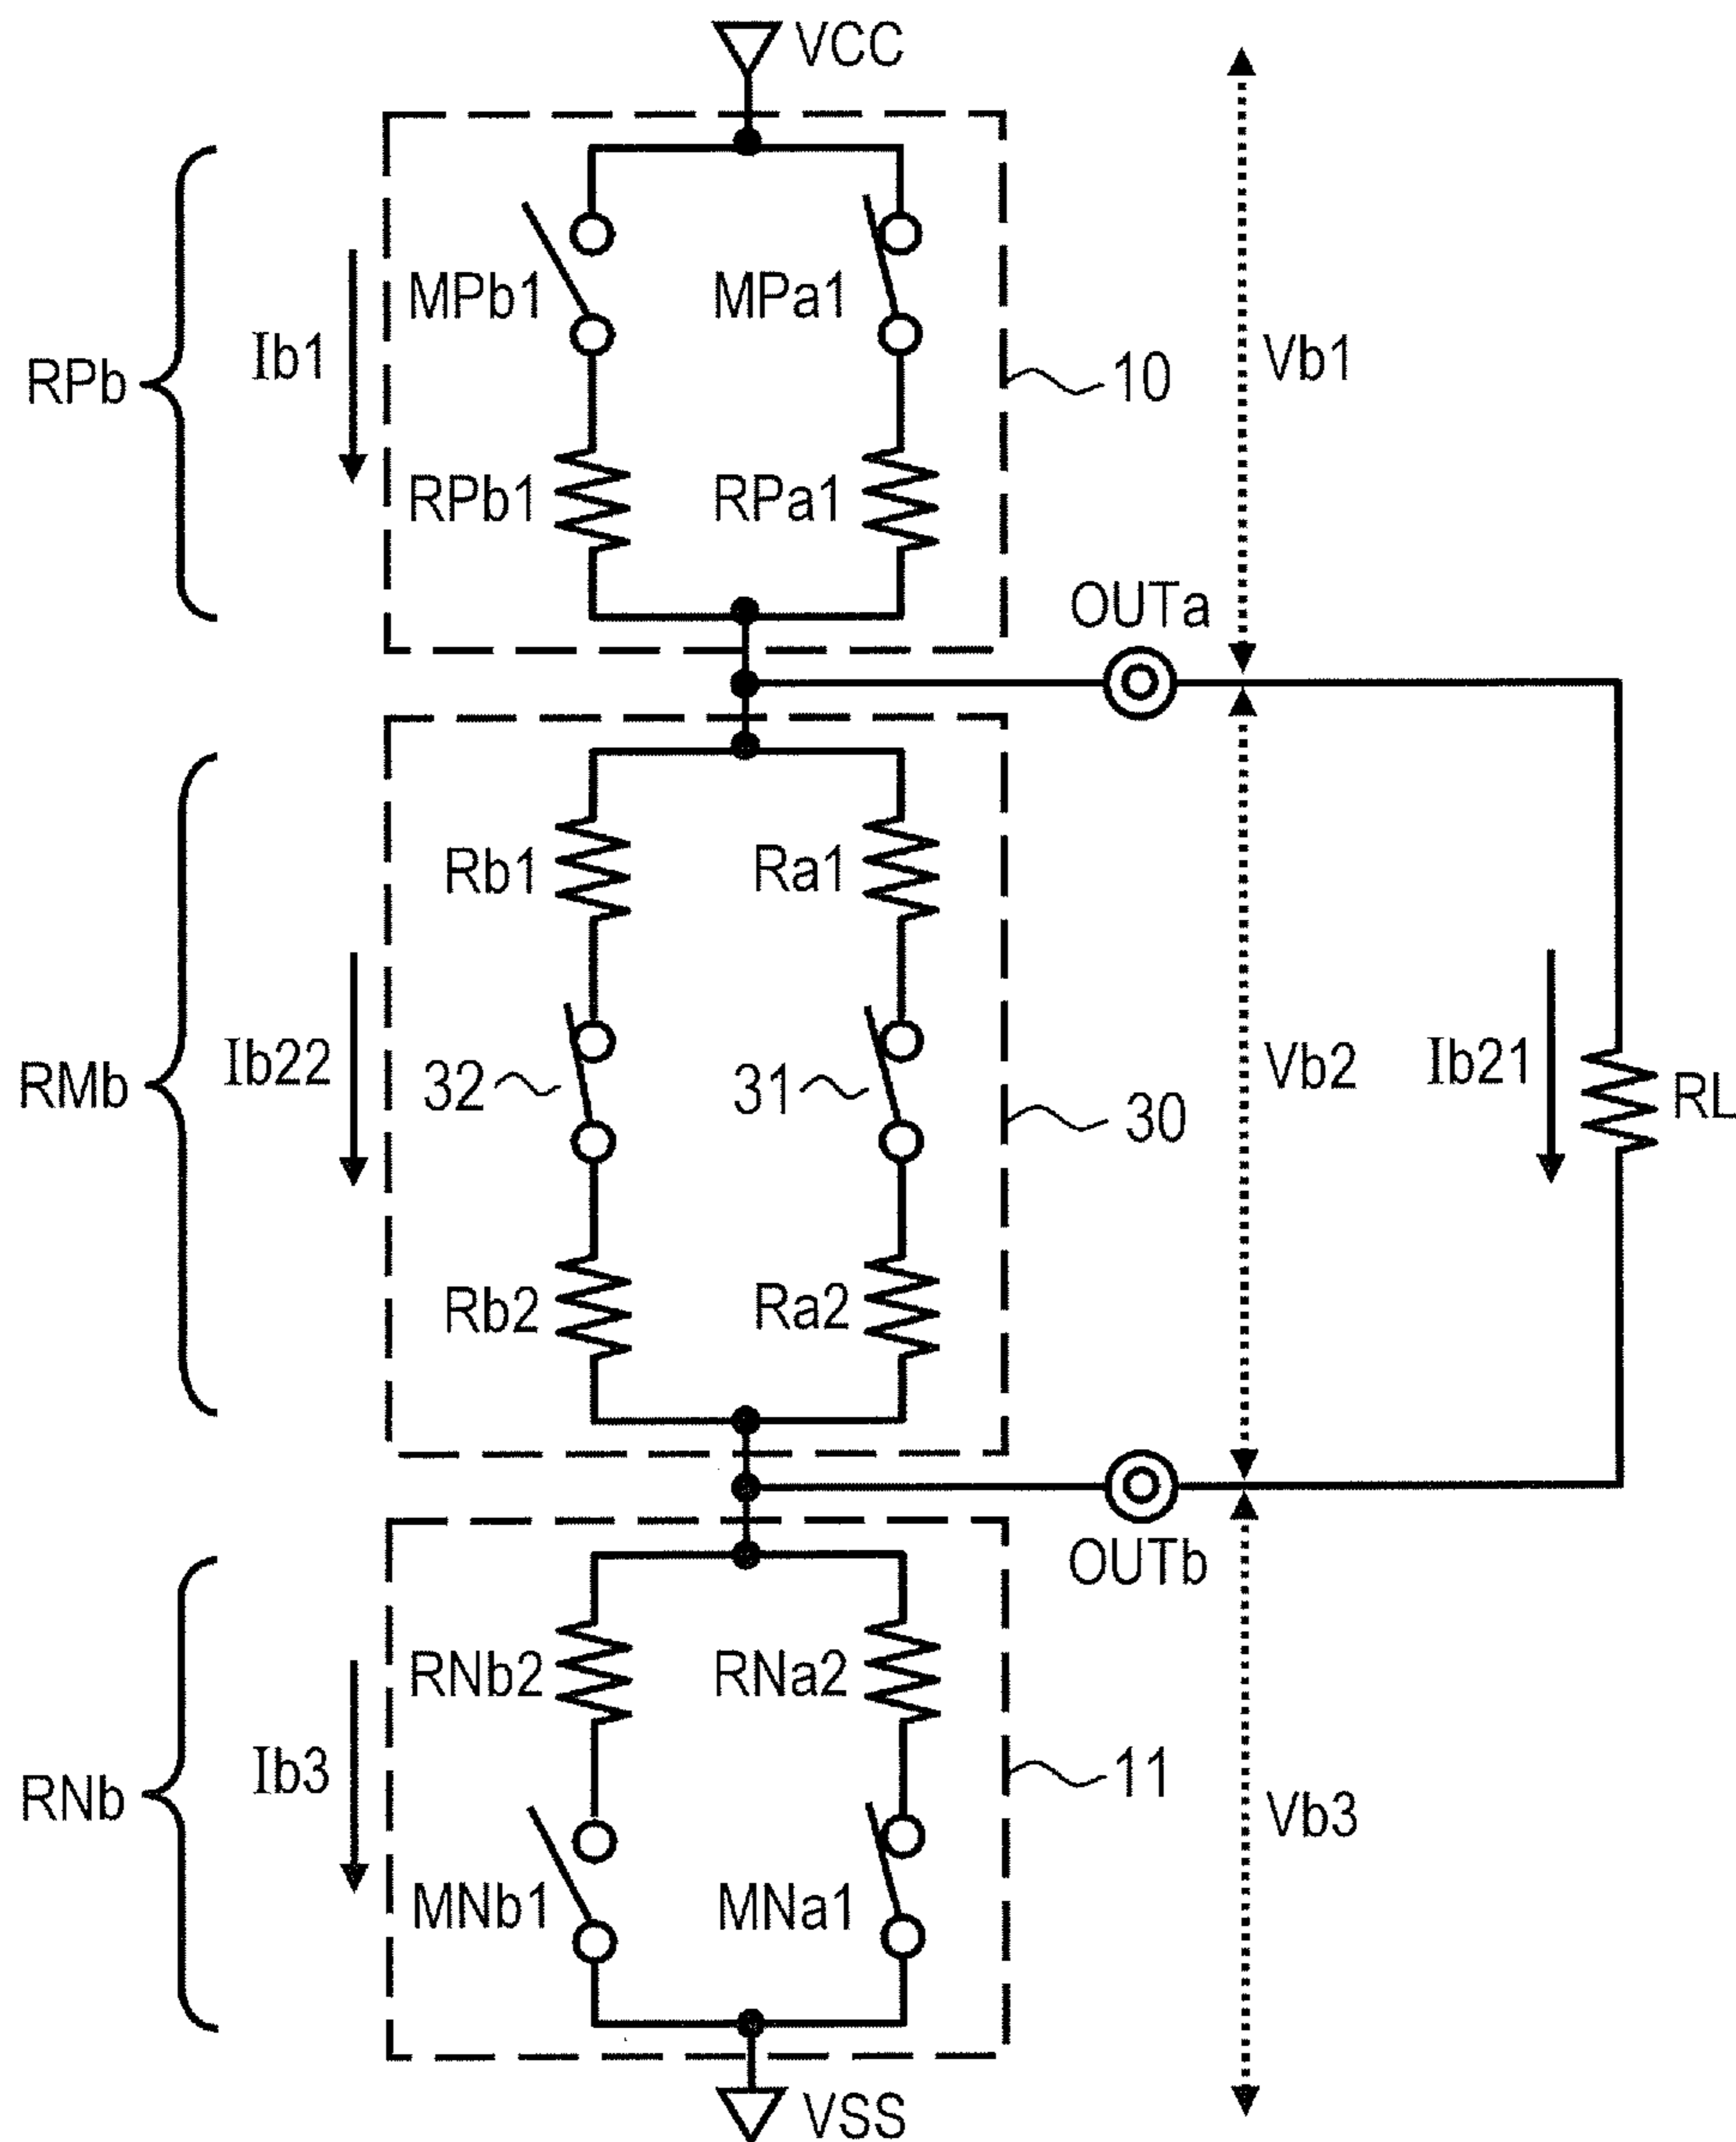 VCC
MPb1
MPa1
Ib1
RPb
10
Vb1
RPb1
RPa1
OUTa
Rb1
Ra1
Ib22
32
31
RMb
30
Vb2
Ib21
RL
Rb2
Ra2
OUTb
RNb2
RNa2
Ib3
RNb
11
Vb3
MNb1
MNa1
VSS